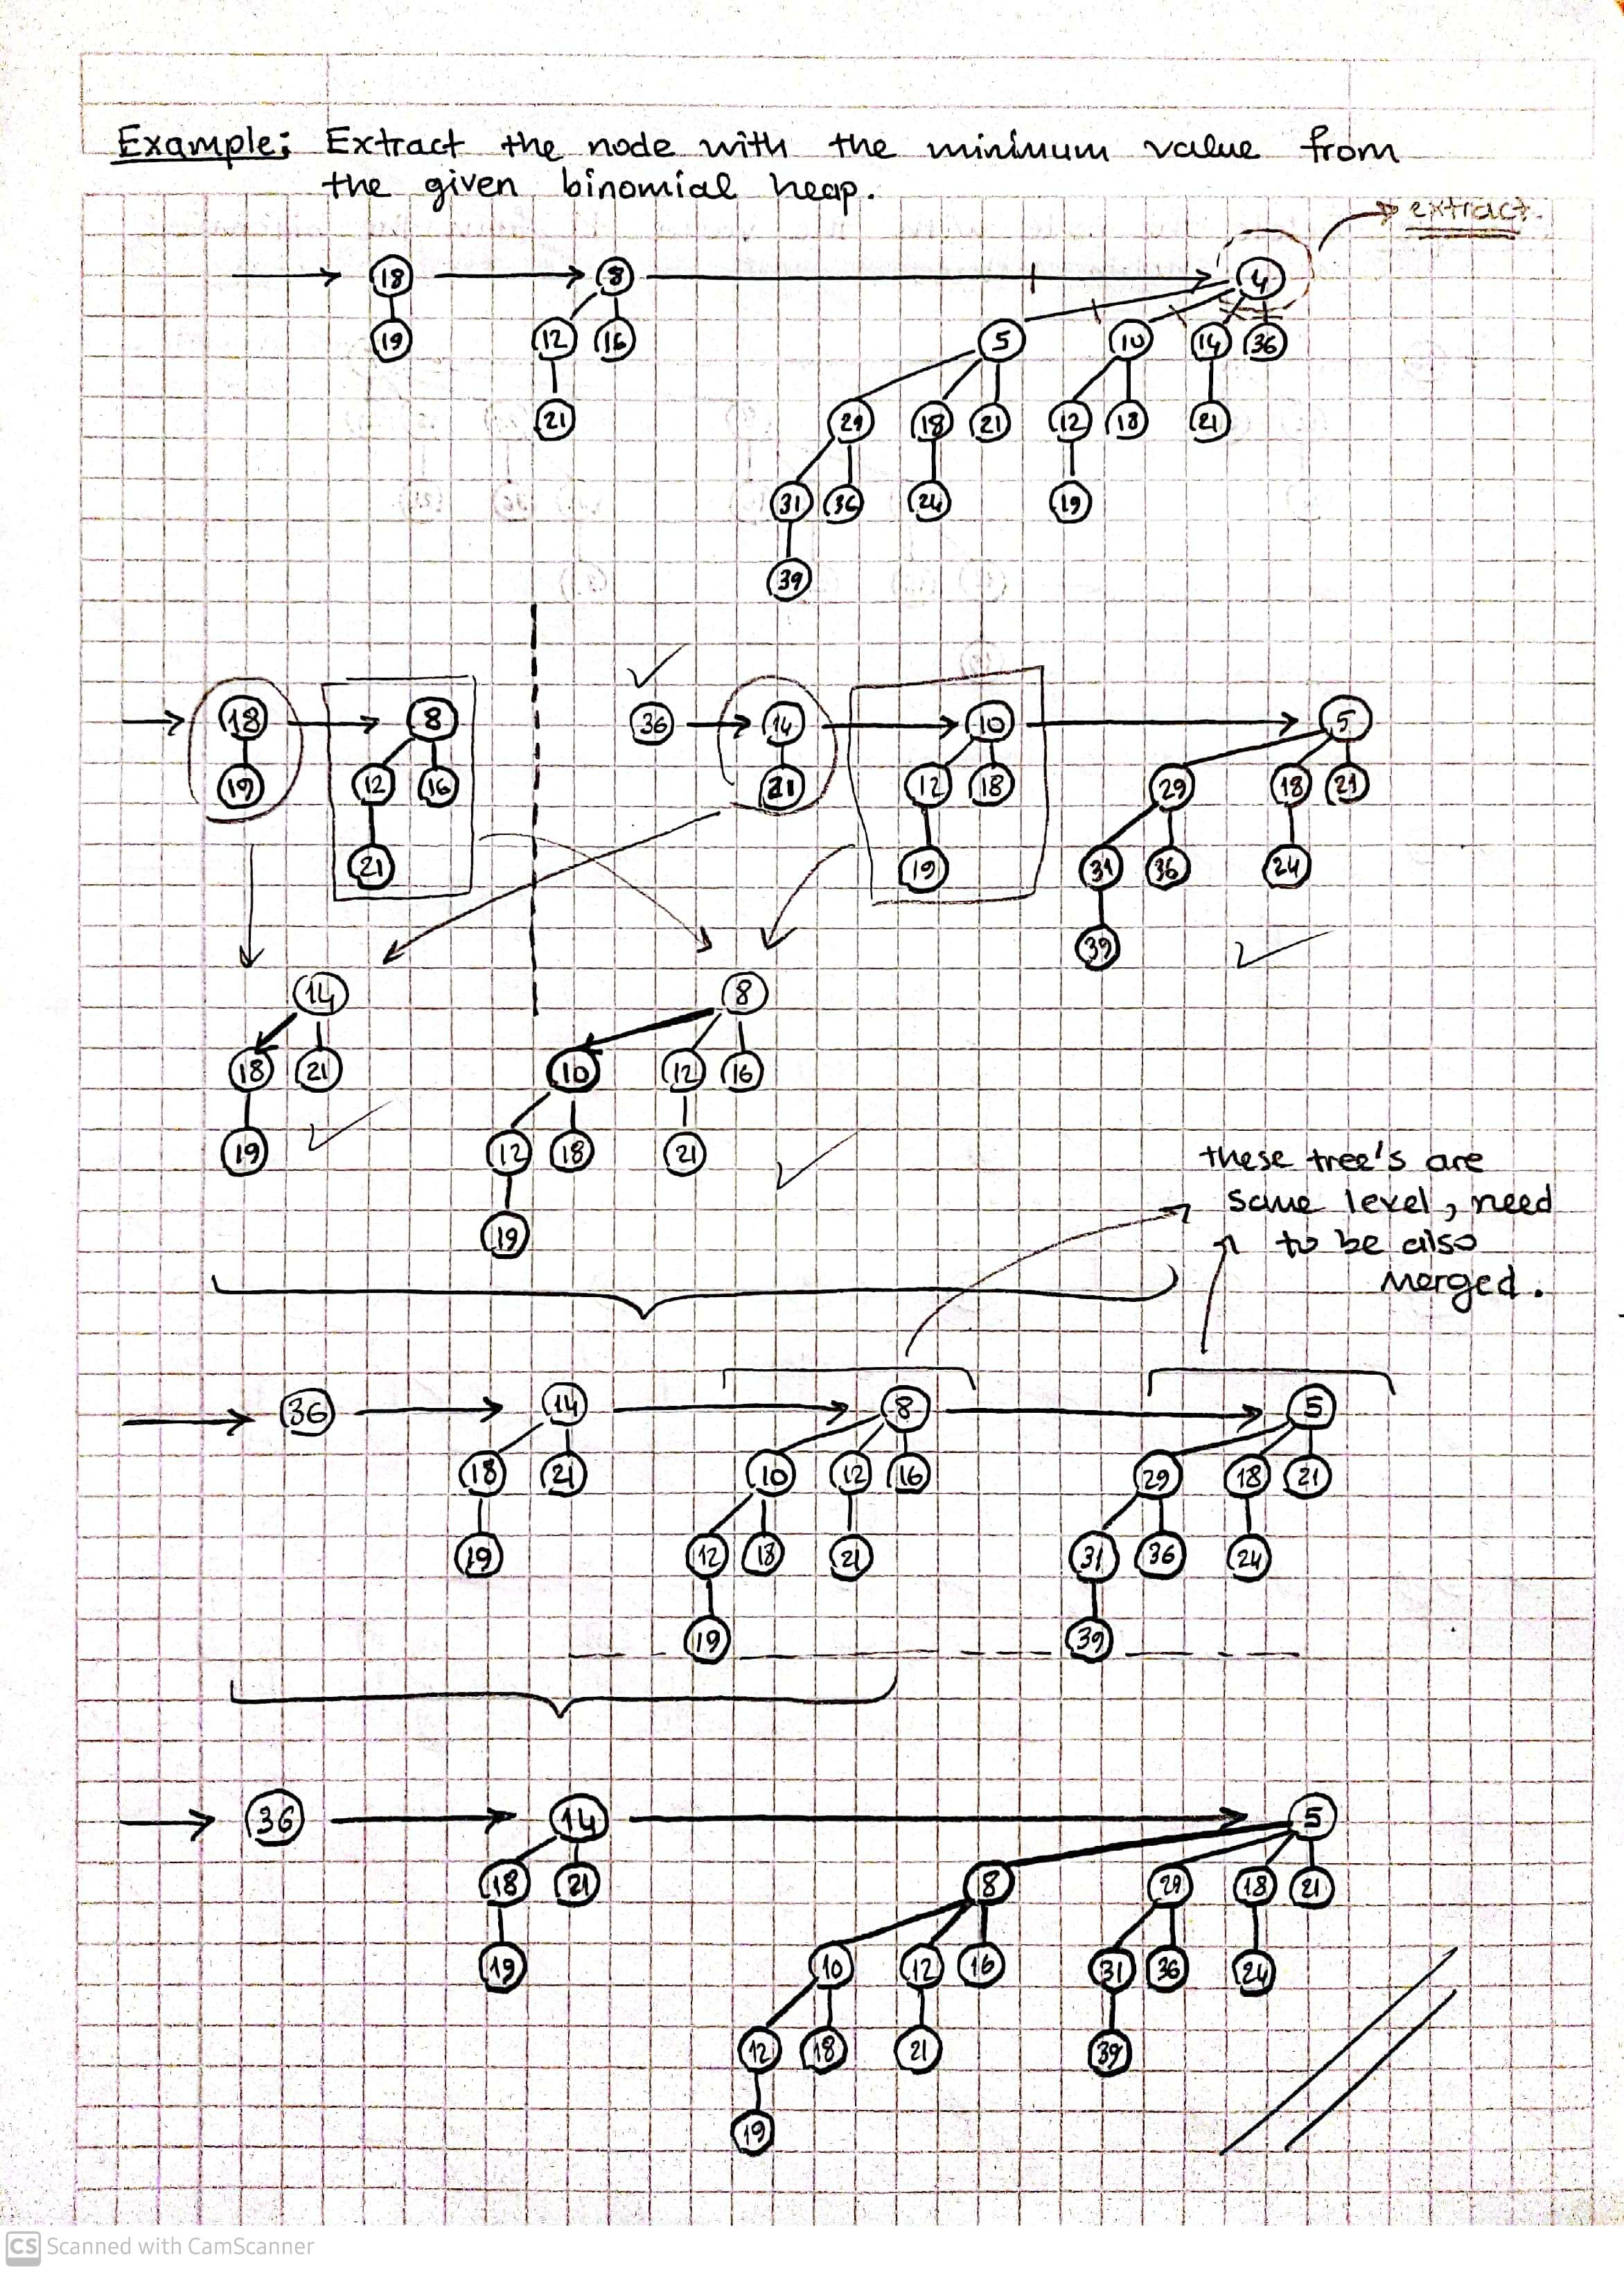 Example: Extract the node with the minimum value from
the given binomial heap.
extract.
18 8 4
19 12 16 5 10 14 36
21 29 18 21 12 18 21
31 36 24 19
39
18 8 36 14 10 5
19 12 16 21 12 18 29 18 21
21 19 31 36 24
39
14 8
18 21 10 12 16
19 12 18 21
19
these tree's are
same level, need
to be also
merged.
36 14 8 5
18 21 10 12 16 29 18 21
19 12 18 21 31 36 24
19 39
36 14 5
18 21 8 29 18 21
19 10 12 16 31 36 24
12 18 21 39
19
CS Scanned with CamScanner